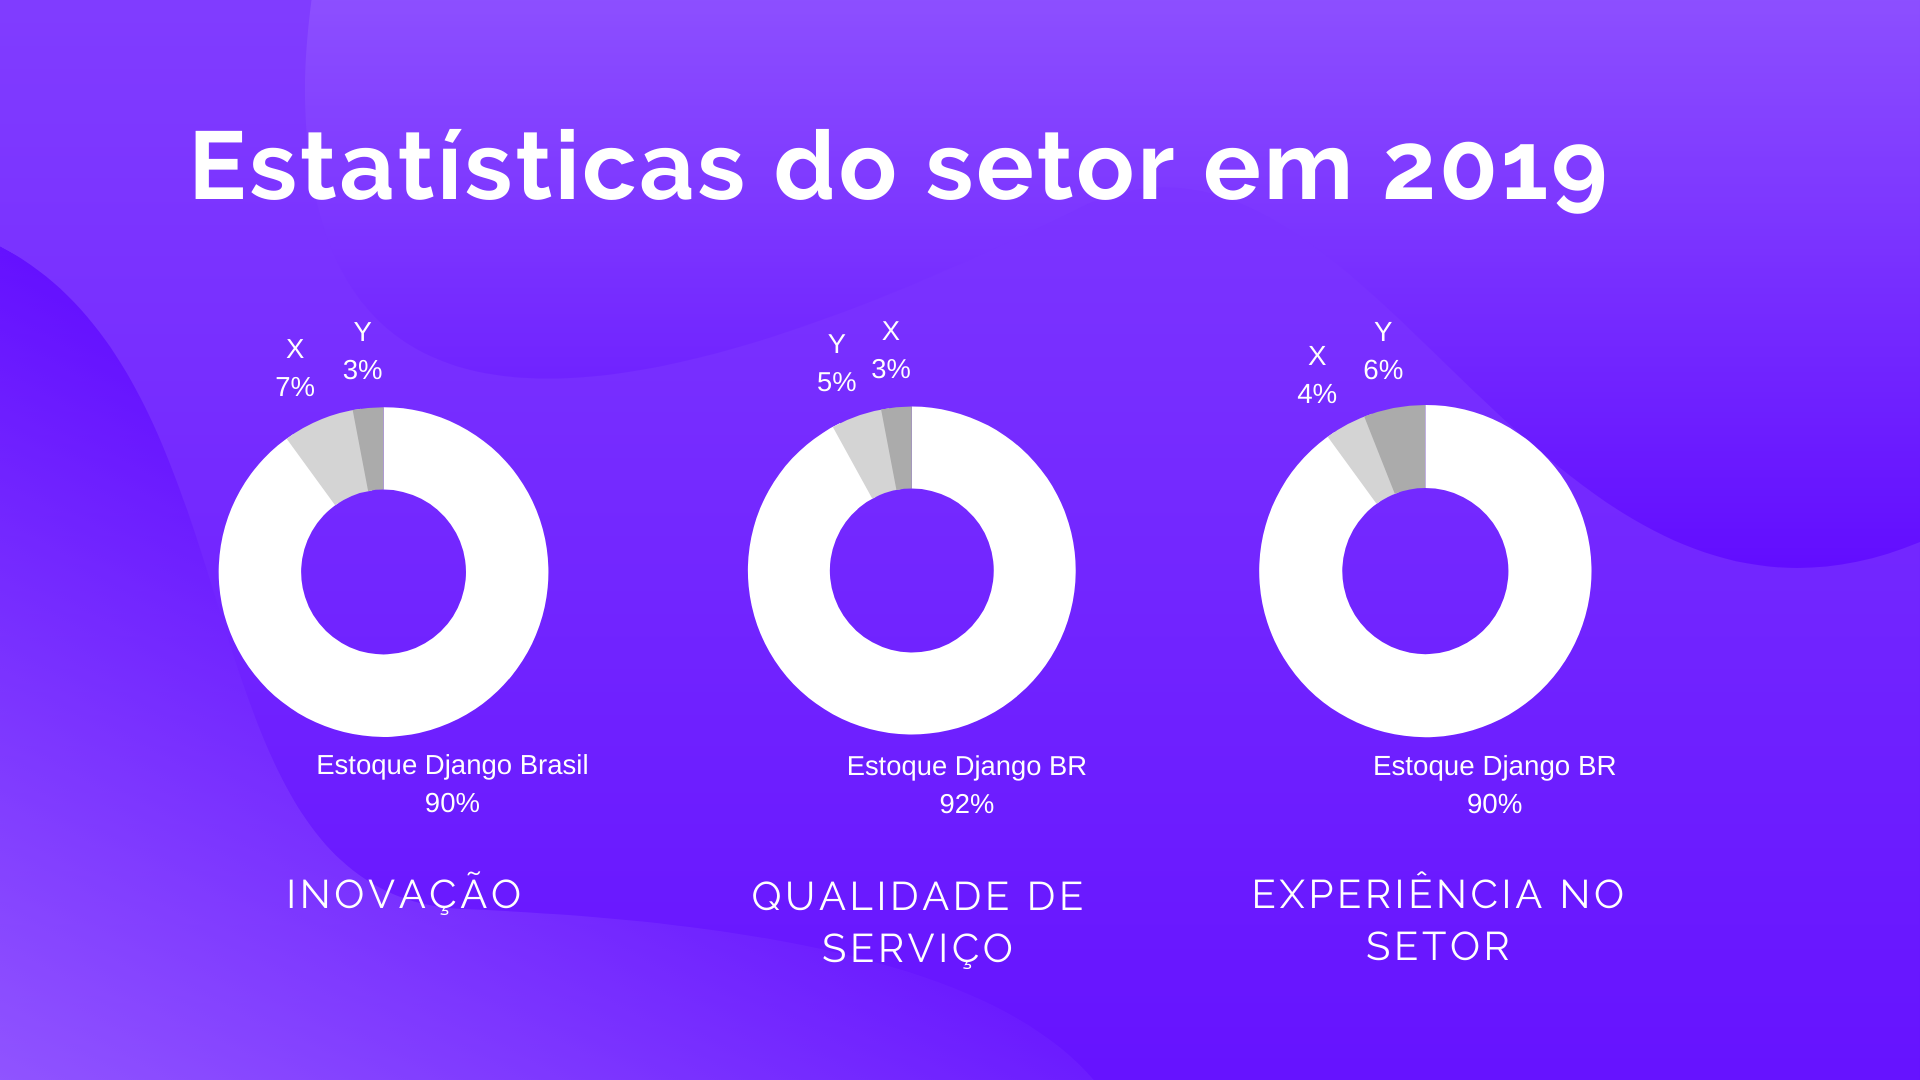 Estatísticas do setor em 2019
X
7%
Y
3%
Estoque Django Brasil
90%
INOVAÇÃO
Y
5%
X
3%
Estoque Django BR
92%
QUALIDADE DE
SERVIÇO
X
4%
Y
6%
Estoque Django BR
90%
EXPERIÊNCIA NO
SETOR